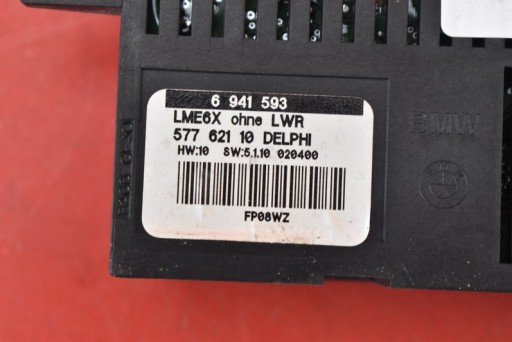 6 941 593
LME6X ohne LWR
577 621 10 DELPHI
HW:10 SW:5.1.10 020400
FP08WZ
BMW